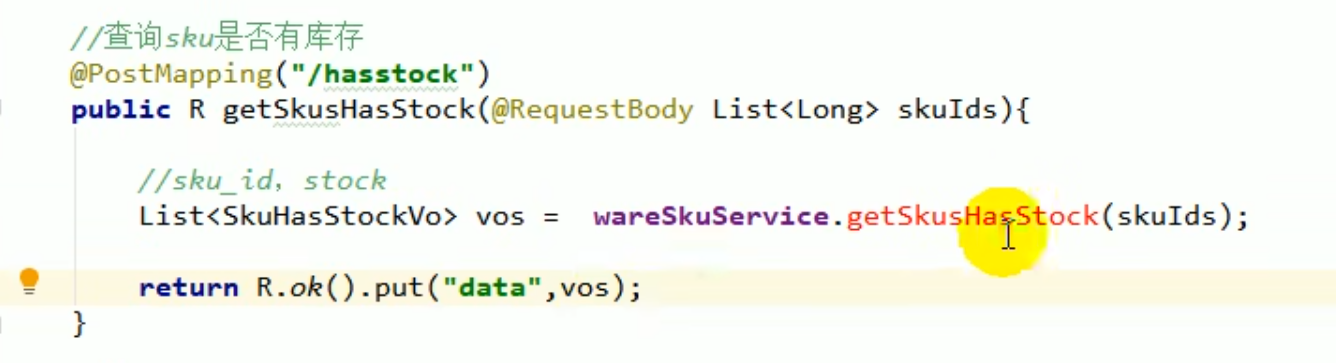 //查询sku是否有库存
@PostMapping("/hasstock")
public R getSkusHasStock(@RequestBody List<Long> skuIds){
//sku_id，stock
List<SkuHasStockVo> vos =  wareSkuService.getSkusHasStock(skuIds);
return R.ok().put("data",vos);
}